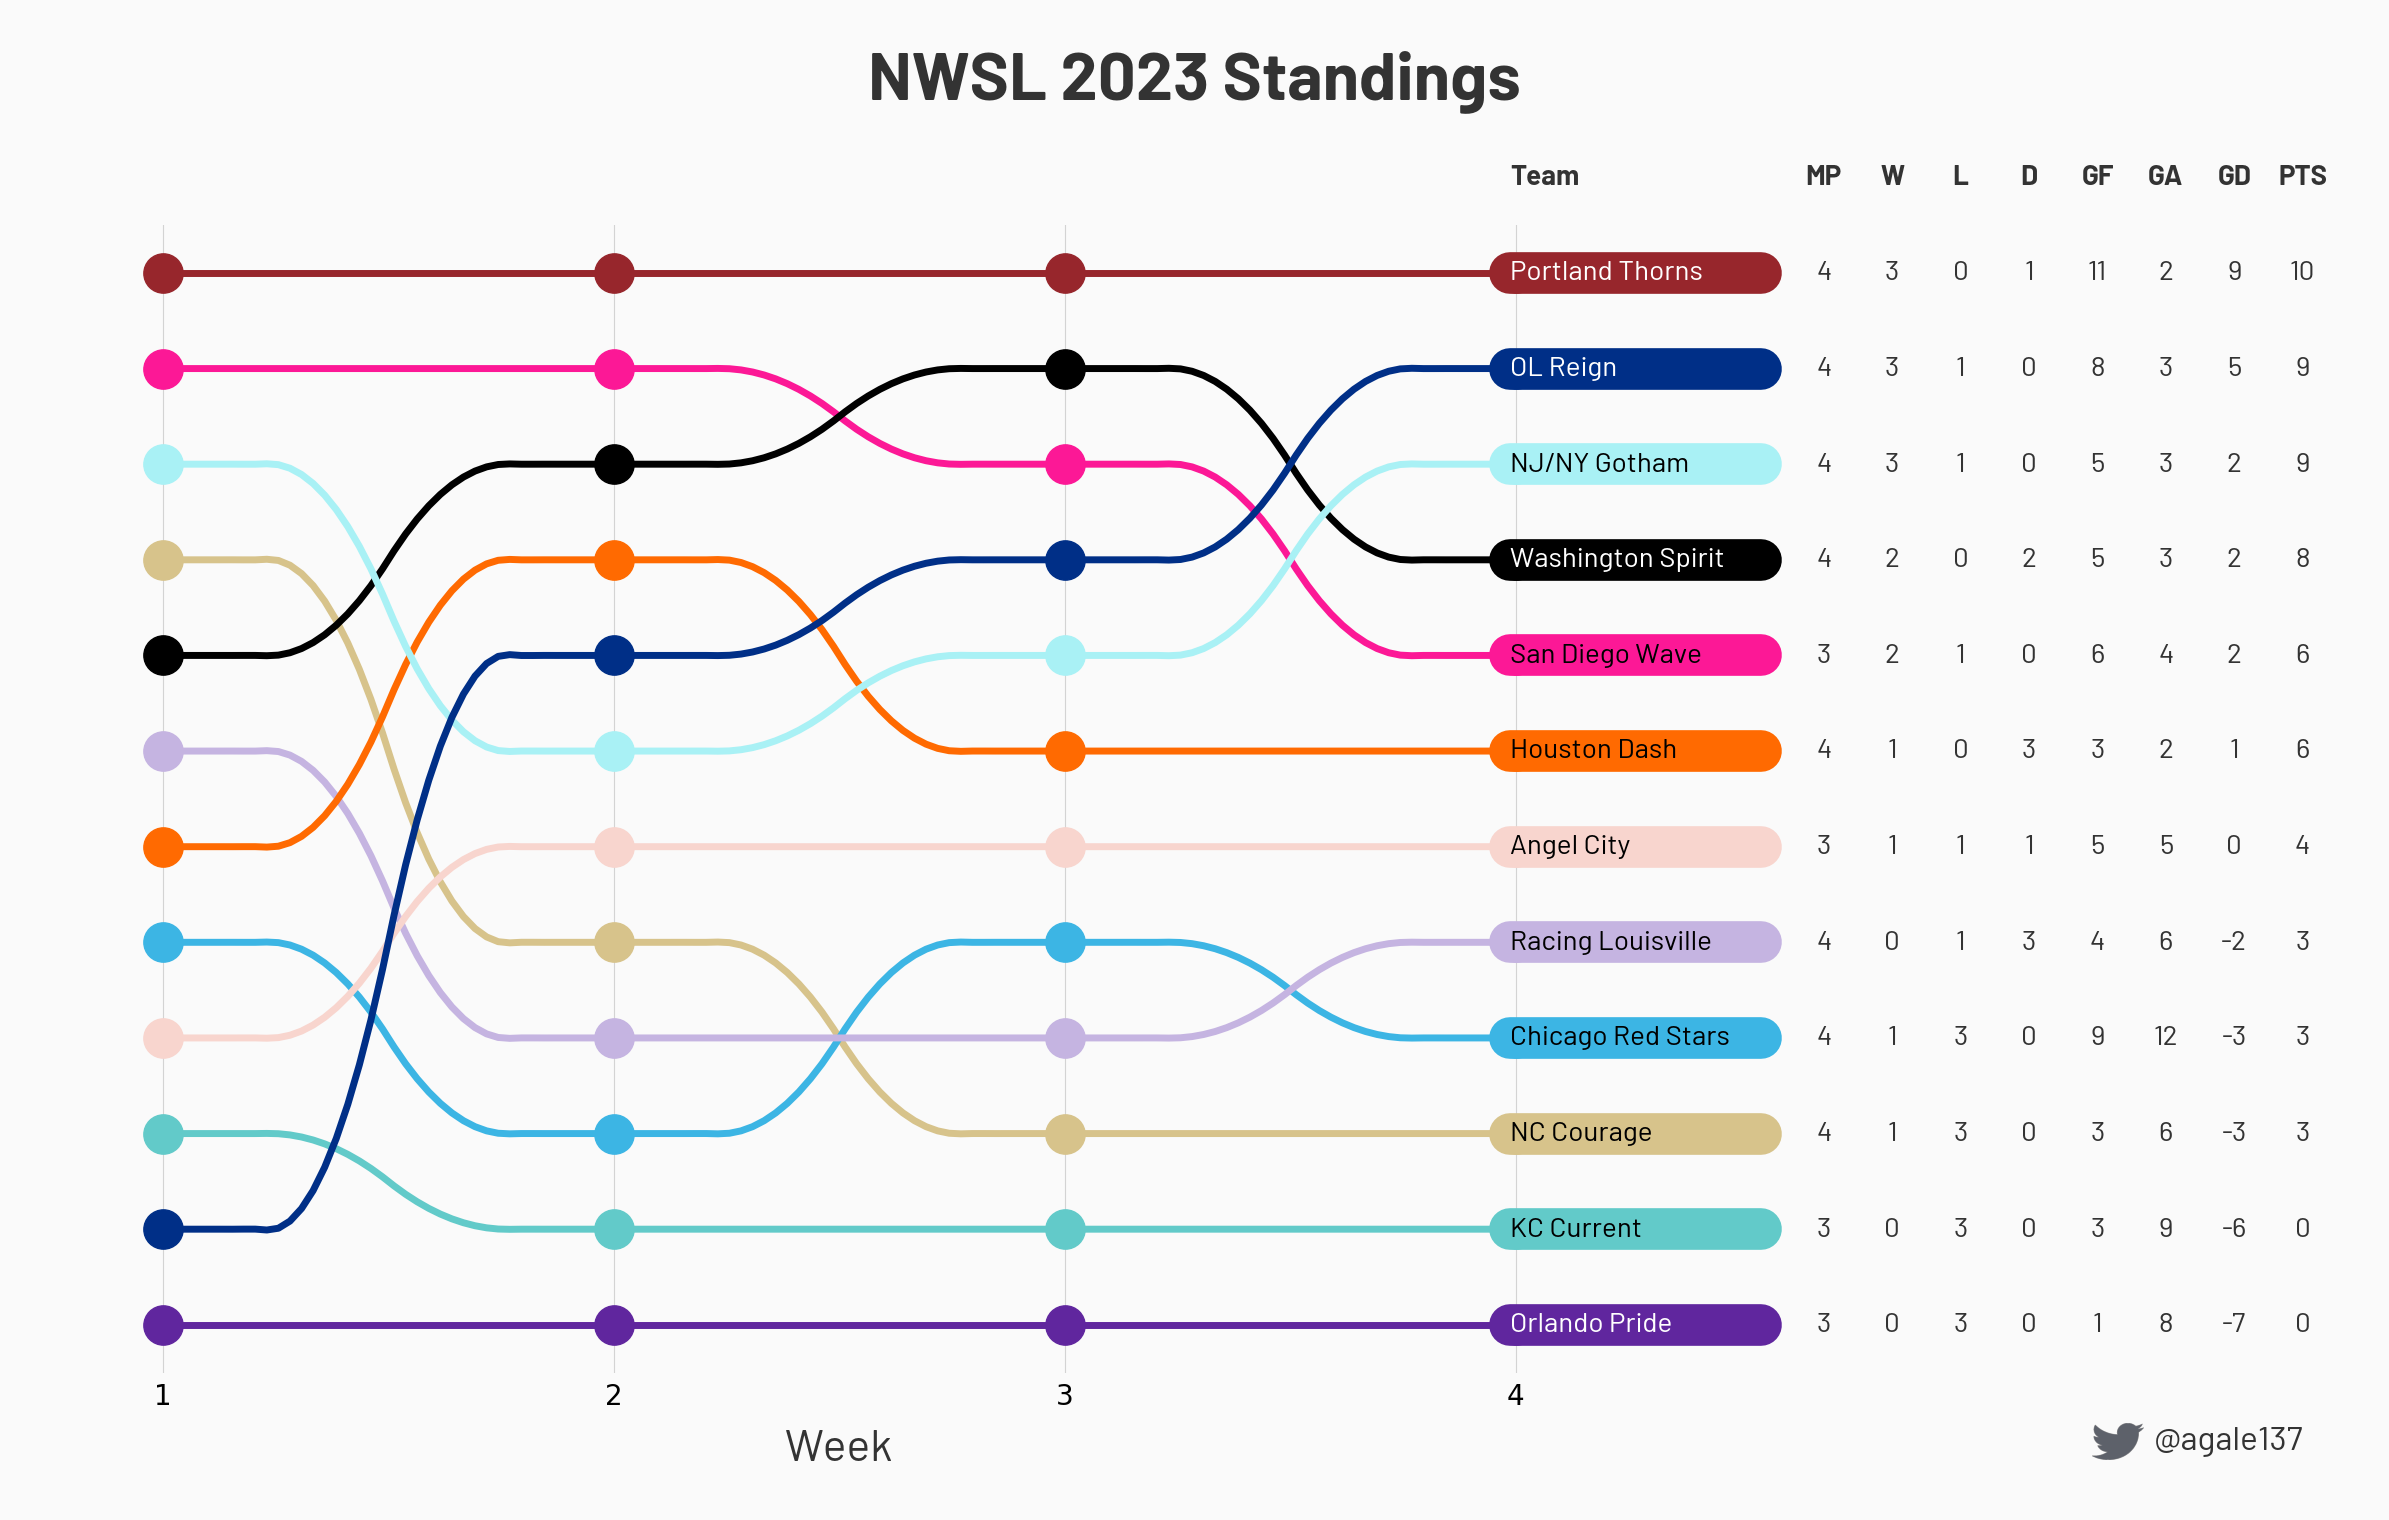 NWSL 2023 Standings
Team MP W L D GF GA GD PTS
Portland Thorns 4 3 0 1 11 2 9 10
OL Reign 4 3 1 0 8 3 5 9
NJ/NY Gotham 4 3 1 0 5 3 2 9
Washington Spirit 4 2 0 2 5 3 2 8
San Diego Wave 3 2 1 0 6 4 2 6
Houston Dash 4 1 0 3 3 2 1 6
Angel City 3 1 1 1 5 5 0 4
Racing Louisville 4 0 1 3 4 6 -2 3
Chicago Red Stars 4 1 3 0 9 12 -3 3
NC Courage 4 1 3 0 3 6 -3 3
KC Current 3 0 3 0 3 9 -6 0
Orlando Pride 3 0 3 0 1 8 -7 0
1 2 3 4
Week
@agale137